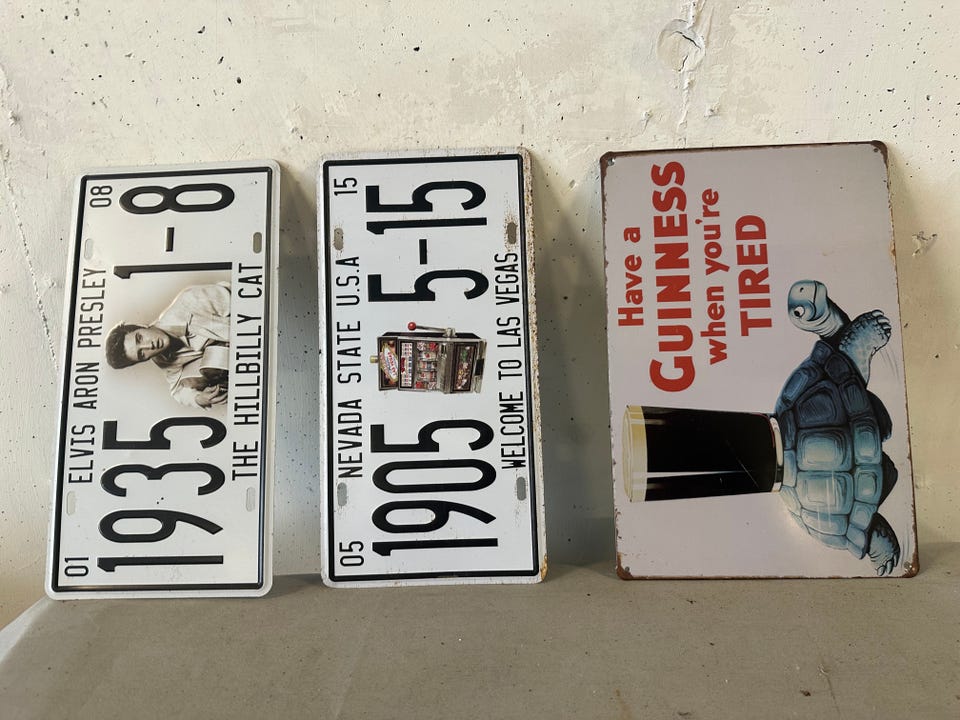 ELVIS ARON PRESLEY
01 08
1935 1-8
THE HILLBILLY CAT
NEVADA STATE U.S.A
05 15
1905 5-15
WELCOME TO LAS VEGAS
Have a
GUINNESS
when you're
TIRED